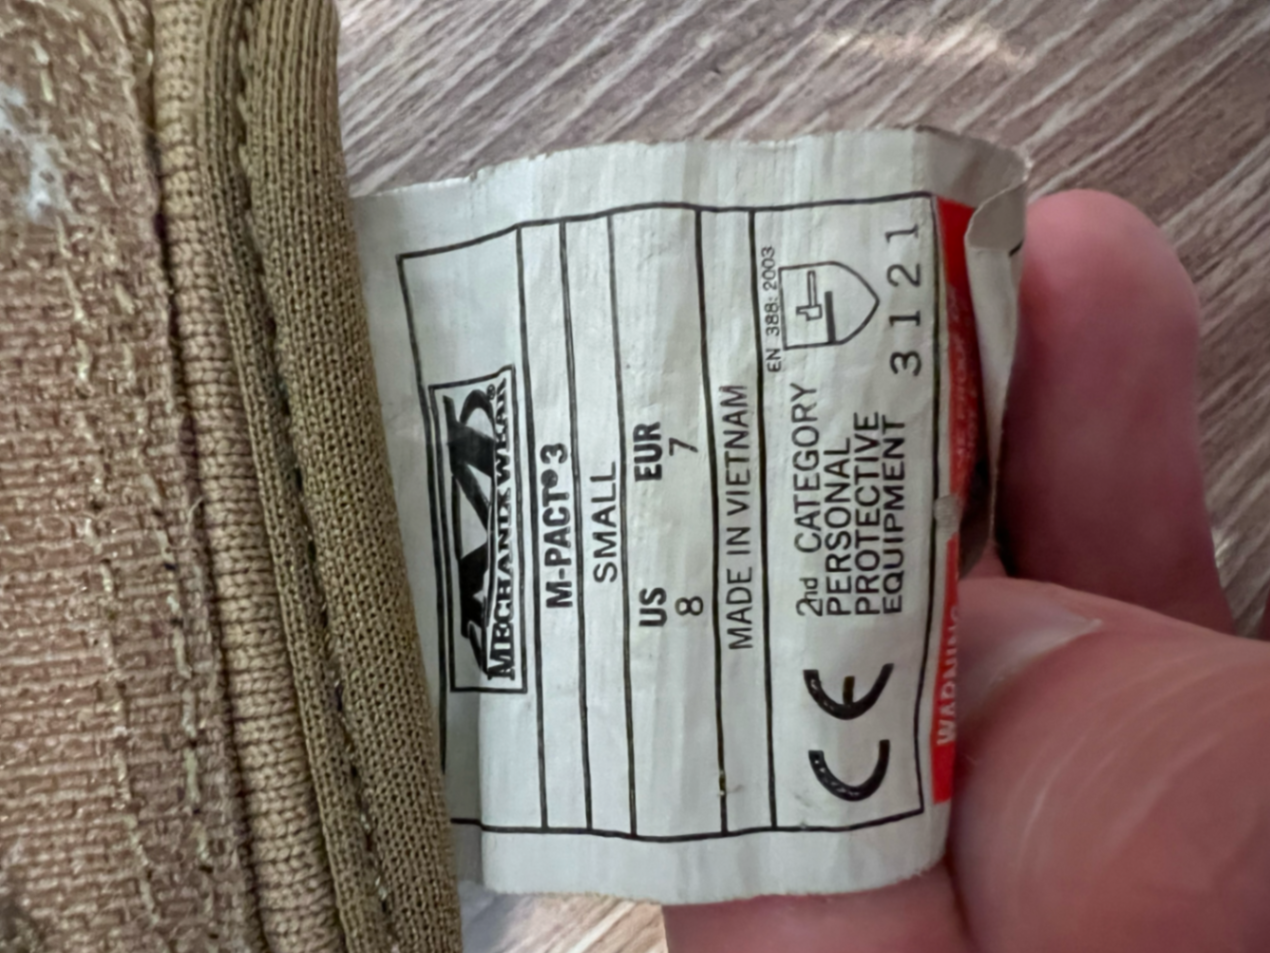 MECHANIX WEAR®
M-PACT® 3
SMALL
US EUR
8 7
MADE IN VIETNAM
EN 388: 2003
2nd CATEGORY
PERSONAL
PROTECTIVE
EQUIPMENT
3 1 2 1
CE
WARNING